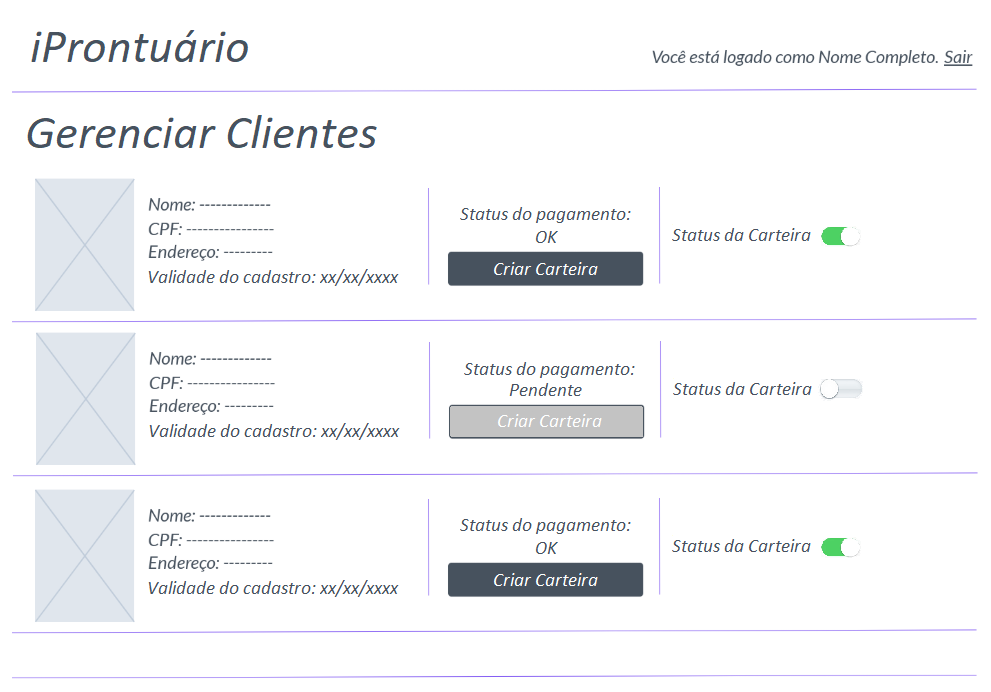 iProntuário
Você está logado como Nome Completo. Sair
Gerenciar Clientes
Nome: -------------
CPF: ----------------
Endereço: ---------
Validade do cadastro: xx/xx/xxxx
Status do pagamento:
OK
Criar Carteira
Status da Carteira
Nome: -------------
CPF: ----------------
Endereço: ---------
Validade do cadastro: xx/xx/xxxx
Status do pagamento:
Pendente
Criar Carteira
Status da Carteira
Nome: -------------
CPF: ----------------
Endereço: ---------
Validade do cadastro: xx/xx/xxxx
Status do pagamento:
OK
Criar Carteira
Status da Carteira